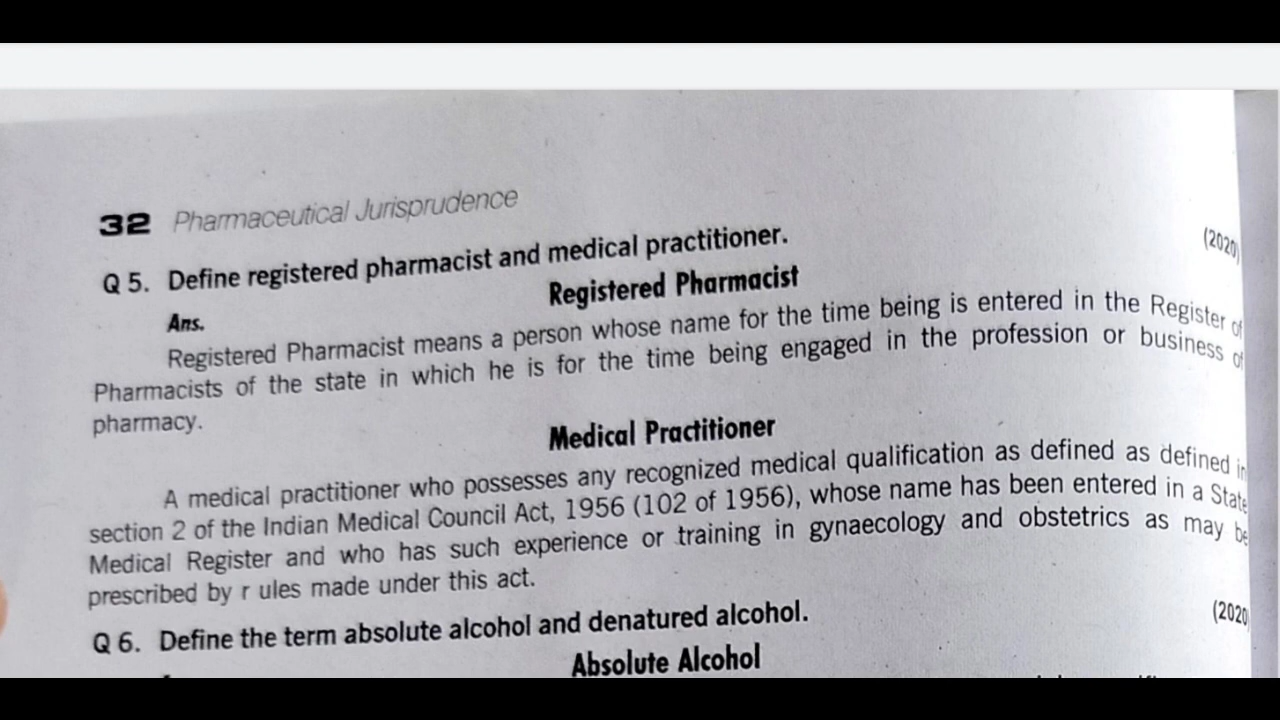 32 Pharmaceutical Jurisprudence
Q 5. Define registered pharmacist and medical practitioner. (2020)
Registered Pharmacist
Ans.
Registered Pharmacist means a person whose name for the time being is entered in the Register of
Pharmacists of the state in which he is for the time being engaged in the profession or business of
pharmacy.
Medical Practitioner
A medical practitioner who possesses any recognized medical qualification as defined as defined in
section 2 of the Indian Medical Council Act, 1956 (102 of 1956), whose name has been entered in a State
Medical Register and who has such experience or training in gynaecology and obstetrics as may be
prescribed by r ules made under this act.
Q 6. Define the term absolute alcohol and denatured alcohol. (2020
Absolute Alcohol